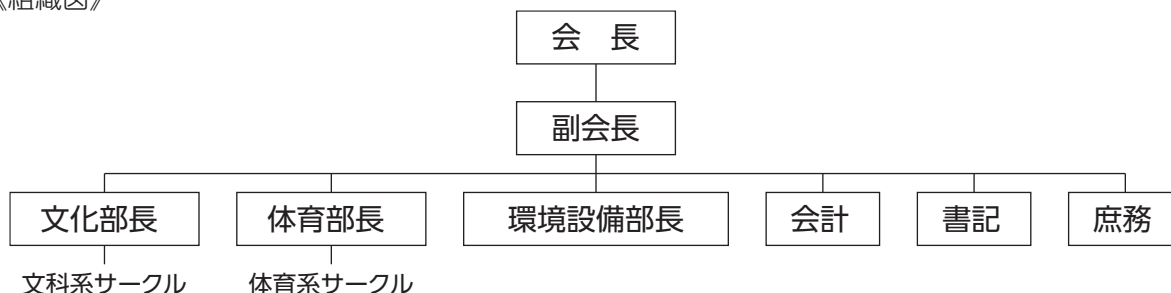 《組織図》
会　長
副会長
文化部長　体育部長　環境設備部長　会計　書記　庶務
文科系サークル　体育系サークル